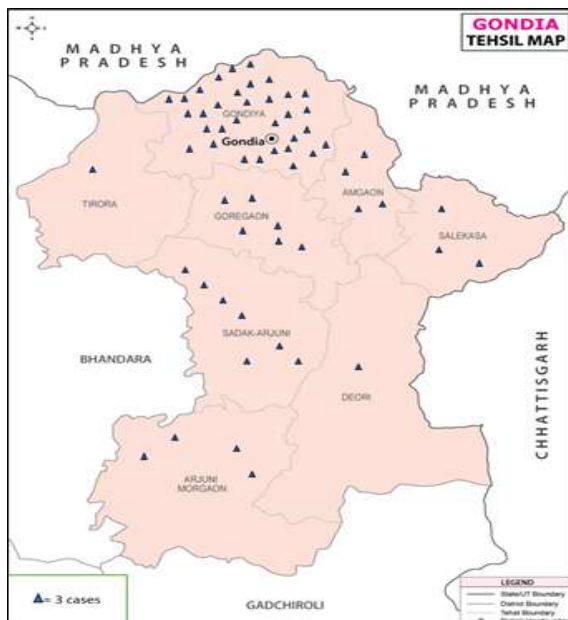 GONDIA
TEHSIL MAP
MADHYA
PRADESH
MADHYA
PRADESH
GONDIYA
Gondia
TIRORA
AMGAON
GOREGAON
SALEKASA
SADAK-ARJUNI
BHANDARA
DEORI
CHHATTISGARH
ARJUNI
MORGAON
= 3 cases
GADCHIROLI
LEGEND
State/UT Boundary
District Boundary
Tehsil Boundary